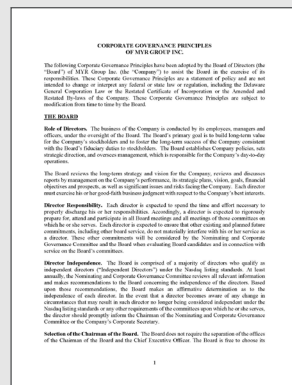 CORPORATE GOVERNANCE PRINCIPLES
OF MYR GROUP INC.
The following Corporate Governance Principles have been adopted by the Board of Directors (the
"Board") of MYR Group Inc. (the "Company") to assist the Board in the exercise of its
responsibilities. These Corporate Governance Principles are a statement of policy and are not
intended to change or interpret any federal or state law or regulation, including the Delaware
General Corporation Law or the Restated Certificate of Incorporation or the Amended and
Restated By-laws of the Company. These Corporate Governance Principles are subject to
modification from time to time by the Board.
THE BOARD
Role of Directors. The business of the Company is conducted by its employees, managers and
officers, under the oversight of the Board. The Board's primary goal is to build long-term value
for the Company's stockholders and to foster the long-term success of the Company consistent
with the Board's fiduciary duties to stockholders. The Board establishes Company policies, sets
strategic direction, and oversees management, which is responsible for the Company's day-to-day
operations.
The Board reviews the long-term strategy and vision for the Company, reviews and discusses
reports by management on the Company's performance, its strategic plans, vision, goals, financial
objectives and prospects, as well as significant issues and risks facing the Company. Each director
must exercise his or her good-faith business judgment with respect to the Company's best interests.
Director Responsibility. Each director is expected to spend the time and effort necessary to
properly discharge his or her responsibilities. Accordingly, a director is expected to rigorously
prepare for, attend and participate in all Board meetings and all meetings of those committees on
which he or she serves. Each director is expected to ensure that other existing and planned future
commitments, including other board service, do not materially interfere with his or her service as
a director. These other commitments will be considered by the Nominating and Corporate
Governance Committee and the Board when evaluating Board candidates and in connection with
service on the Board's committees.
Director Independence. The Board is comprised of a majority of directors who qualify as
independent directors ("Independent Directors") under the Nasdaq listing standards. At least
annually, the Nominating and Corporate Governance Committee reviews all relevant information
and makes recommendations to the Board concerning the independence of the directors. Based
upon those recommendations, the Board makes an affirmative determination as to the
independence of each director. In the event that a director becomes aware of any change in
circumstances that may result in such director no longer being considered independent under the
Nasdaq listing standards or any other requirements of the committees upon which he or she serves,
the director should promptly inform the Chairman of the Nominating and Corporate Governance
Committee or the Company's Corporate Secretary.
Selection of the Chairman of the Board. The Board does not require the separation of the offices
of the Chairman of the Board and the Chief Executive Officer. The Board is free to choose its
1